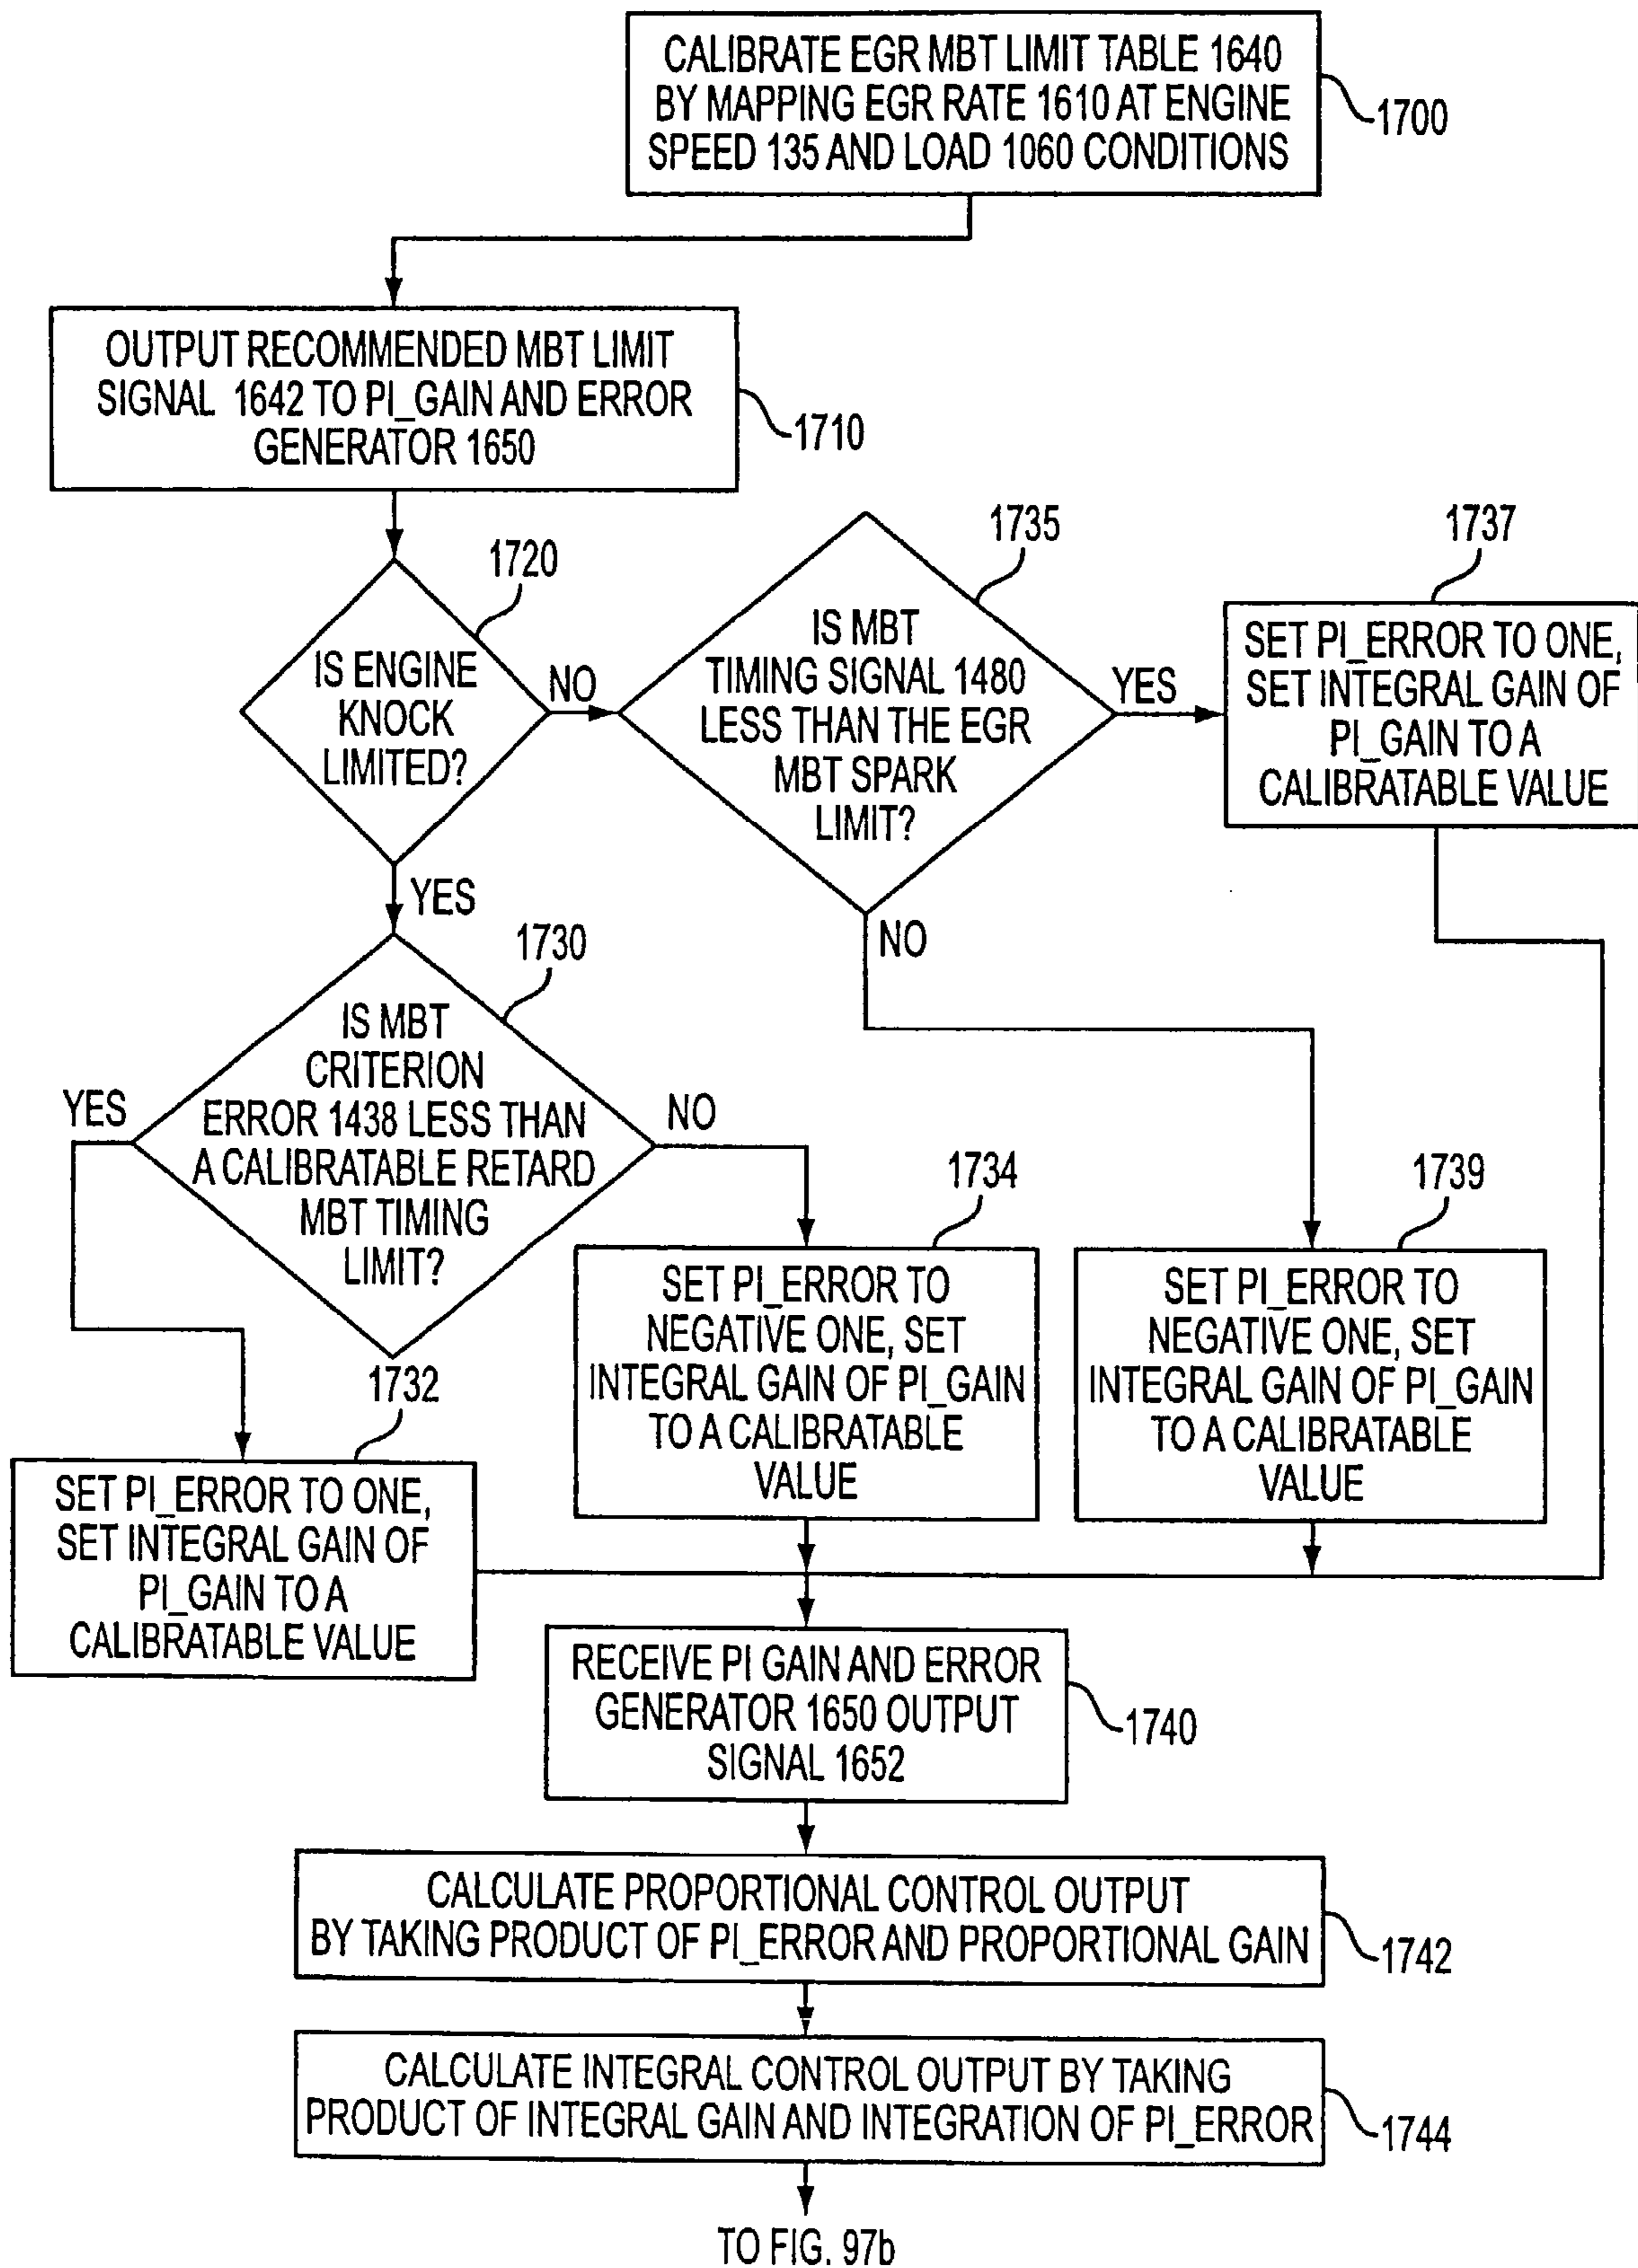 CALIBRATE EGR MBT LIMIT TABLE 1640
BY MAPPING EGR RATE 1610 AT ENGINE
SPEED 135 AND LOAD 1060 CONDITIONS
1700
OUTPUT RECOMMENDED MBT LIMIT
SIGNAL 1642 TO PI_GAIN AND ERROR
GENERATOR 1650
1710
1720
IS ENGINE
KNOCK
LIMITED?
NO
YES
1735
IS MBT
TIMING SIGNAL 1480
LESS THAN THE EGR
MBT SPARK
LIMIT?
YES
NO
1737
SET PI_ERROR TO ONE,
SET INTEGRAL GAIN OF
PI_GAIN TO A
CALIBRATABLE VALUE
1730
IS MBT
CRITERION
ERROR 1438 LESS THAN
A CALIBRATABLE RETARD
MBT TIMING
LIMIT?
YES
NO
1734
SET PI_ERROR TO
NEGATIVE ONE, SET
INTEGRAL GAIN OF PI_GAIN
TO A CALIBRATABLE
VALUE
1739
SET PI_ERROR TO
NEGATIVE ONE, SET
INTEGRAL GAIN OF PI_GAIN
TO A CALIBRATABLE
VALUE
1732
SET PI_ERROR TO ONE,
SET INTEGRAL GAIN OF
PI_GAIN TO A
CALIBRATABLE VALUE
RECEIVE PI GAIN AND ERROR
GENERATOR 1650 OUTPUT
SIGNAL 1652
1740
CALCULATE PROPORTIONAL CONTROL OUTPUT
BY TAKING PRODUCT OF PI_ERROR AND PROPORTIONAL GAIN
1742
CALCULATE INTEGRAL CONTROL OUTPUT BY TAKING
PRODUCT OF INTEGRAL GAIN AND INTEGRATION OF PI_ERROR
1744
TO FIG. 97b